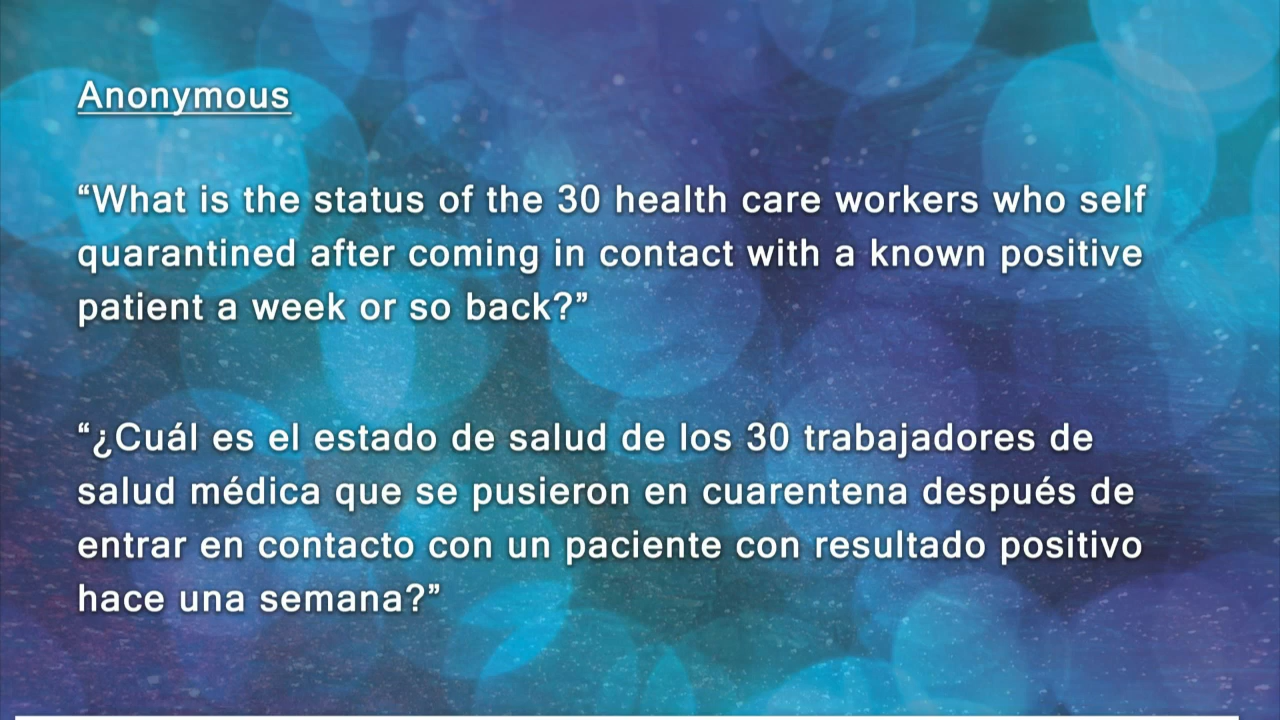 Anonymous
“What is the status of the 30 health care workers who self
quarantined after coming in contact with a known positive
patient a week or so back?”
“¿Cuál es el estado de salud de los 30 trabajadores de
salud médica que se pusieron en cuarentena después de
entrar en contacto con un paciente con resultado positivo
hace una semana?”